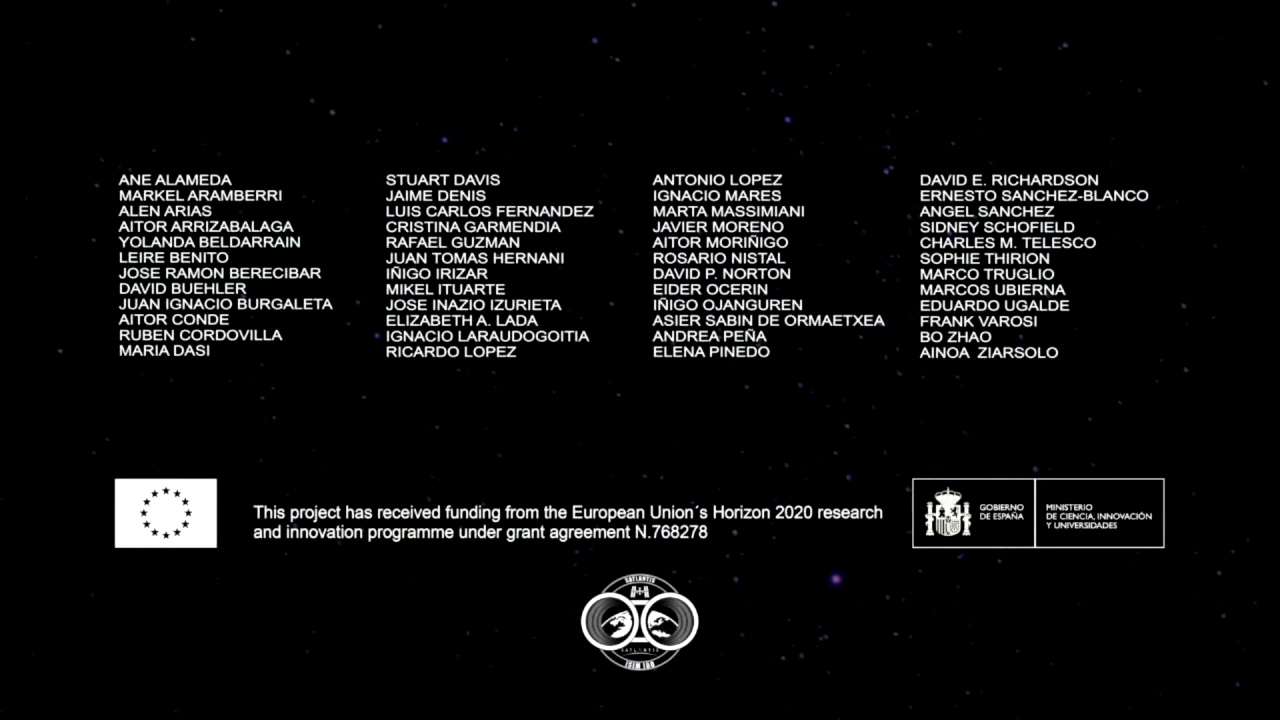 ANE ALAMEDA
MARKEL ARAMBERRI
ALEN ARIAS
AITOR ARRIZABALAGA
YOLANDA BELDARRAIN
LEIRE BENITO
JOSE RAMON BERECIBAR
DAVID BUEHLER
JUAN IGNACIO BURGALETA
AITOR CONDE
RUBEN CORDOVILLA
MARIA DASI
STUART DAVIS
JAIME DENIS
LUIS CARLOS FERNANDEZ
CRISTINA GARMENDIA
RAFAEL GUZMAN
JUAN TOMAS HERNANI
IÑIGO IRIZAR
MIKEL ITUARTE
JOSE INAZIO IZURIETA
ELIZABETH A. LADA
IGNACIO LARAUDOGOITIA
RICARDO LOPEZ
ANTONIO LOPEZ
IGNACIO MARES
MARTA MASSIMIANI
JAVIER MORENO
AITOR MORIÑIGO
ROSARIO NISTAL
DAVID P. NORTON
EIDER OCERIN
IÑIGO OJANGUREN
ASIER SABIN DE ORMAETXEA
ANDREA PEÑA
ELENA PINEDO
DAVID E. RICHARDSON
ERNESTO SANCHEZ-BLANCO
ANGEL SANCHEZ
SIDNEY SCHOFIELD
CHARLES M. TELESCO
SOPHIE THIRION
MARCO TRUGLIO
MARCOS UBIERNA
EDUARDO UGALDE
FRANK VAROSI
BO ZHAO
AINOA ZIARSOLO
This project has received funding from the European Union´s Horizon 2020 research
and innovation programme under grant agreement N.768278
GOBIERNO
DE ESPAÑA
MINISTERIO
DE CIENCIA, INNOVACIÓN
Y UNIVERSIDADES
SATLANTIS
SATLANTIS